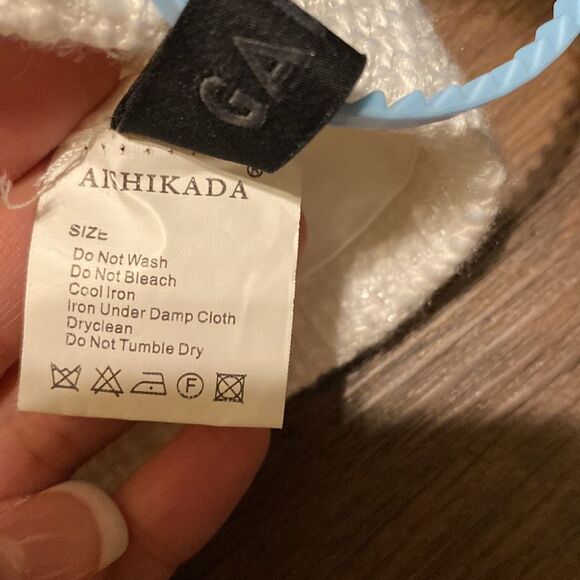 GA
ARHIKADA®
SIZE
Do Not Wash
Do Not Bleach
Cool Iron
Iron Under Damp Cloth
Dryclean
Do Not Tumble Dry
F